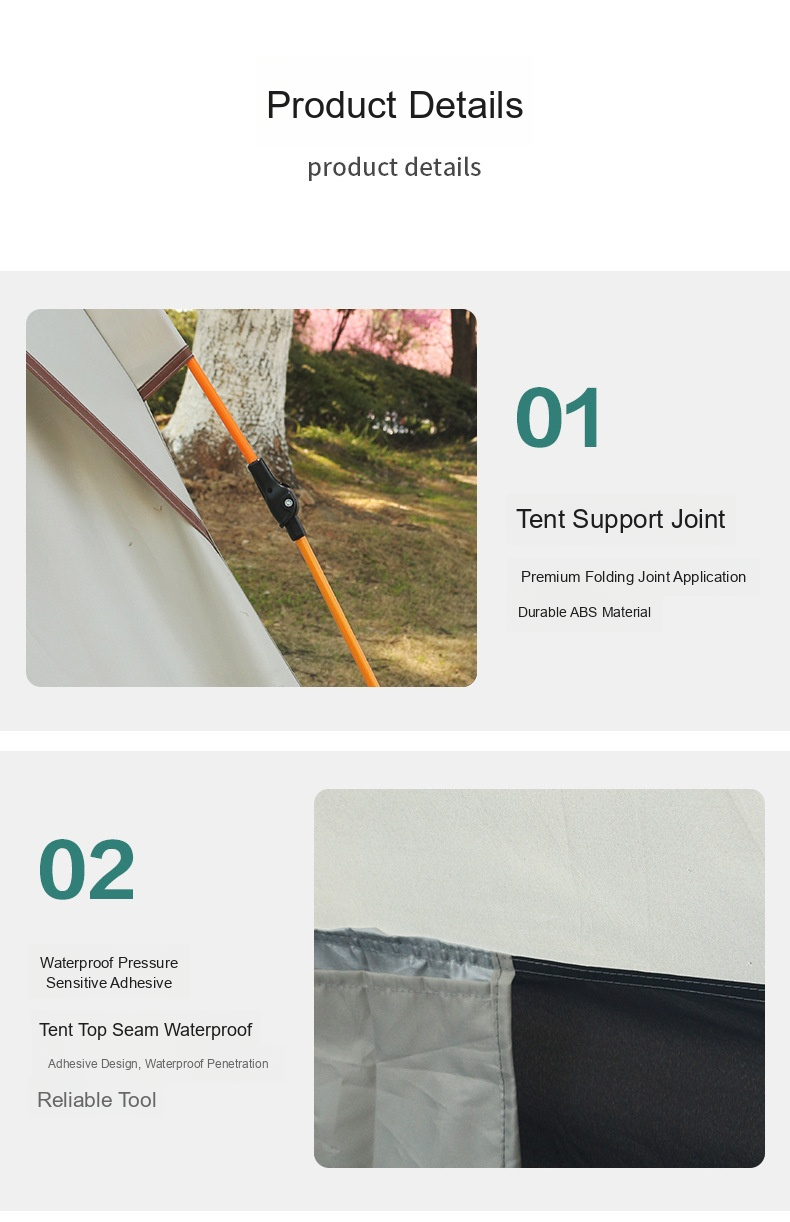 Product Details
product details
01
Tent Support Joint
Premium Folding Joint Application
Durable ABS Material
02
Waterproof Pressure
Sensitive Adhesive
Tent Top Seam Waterproof
Adhesive Design, Waterproof Penetration
Reliable Tool